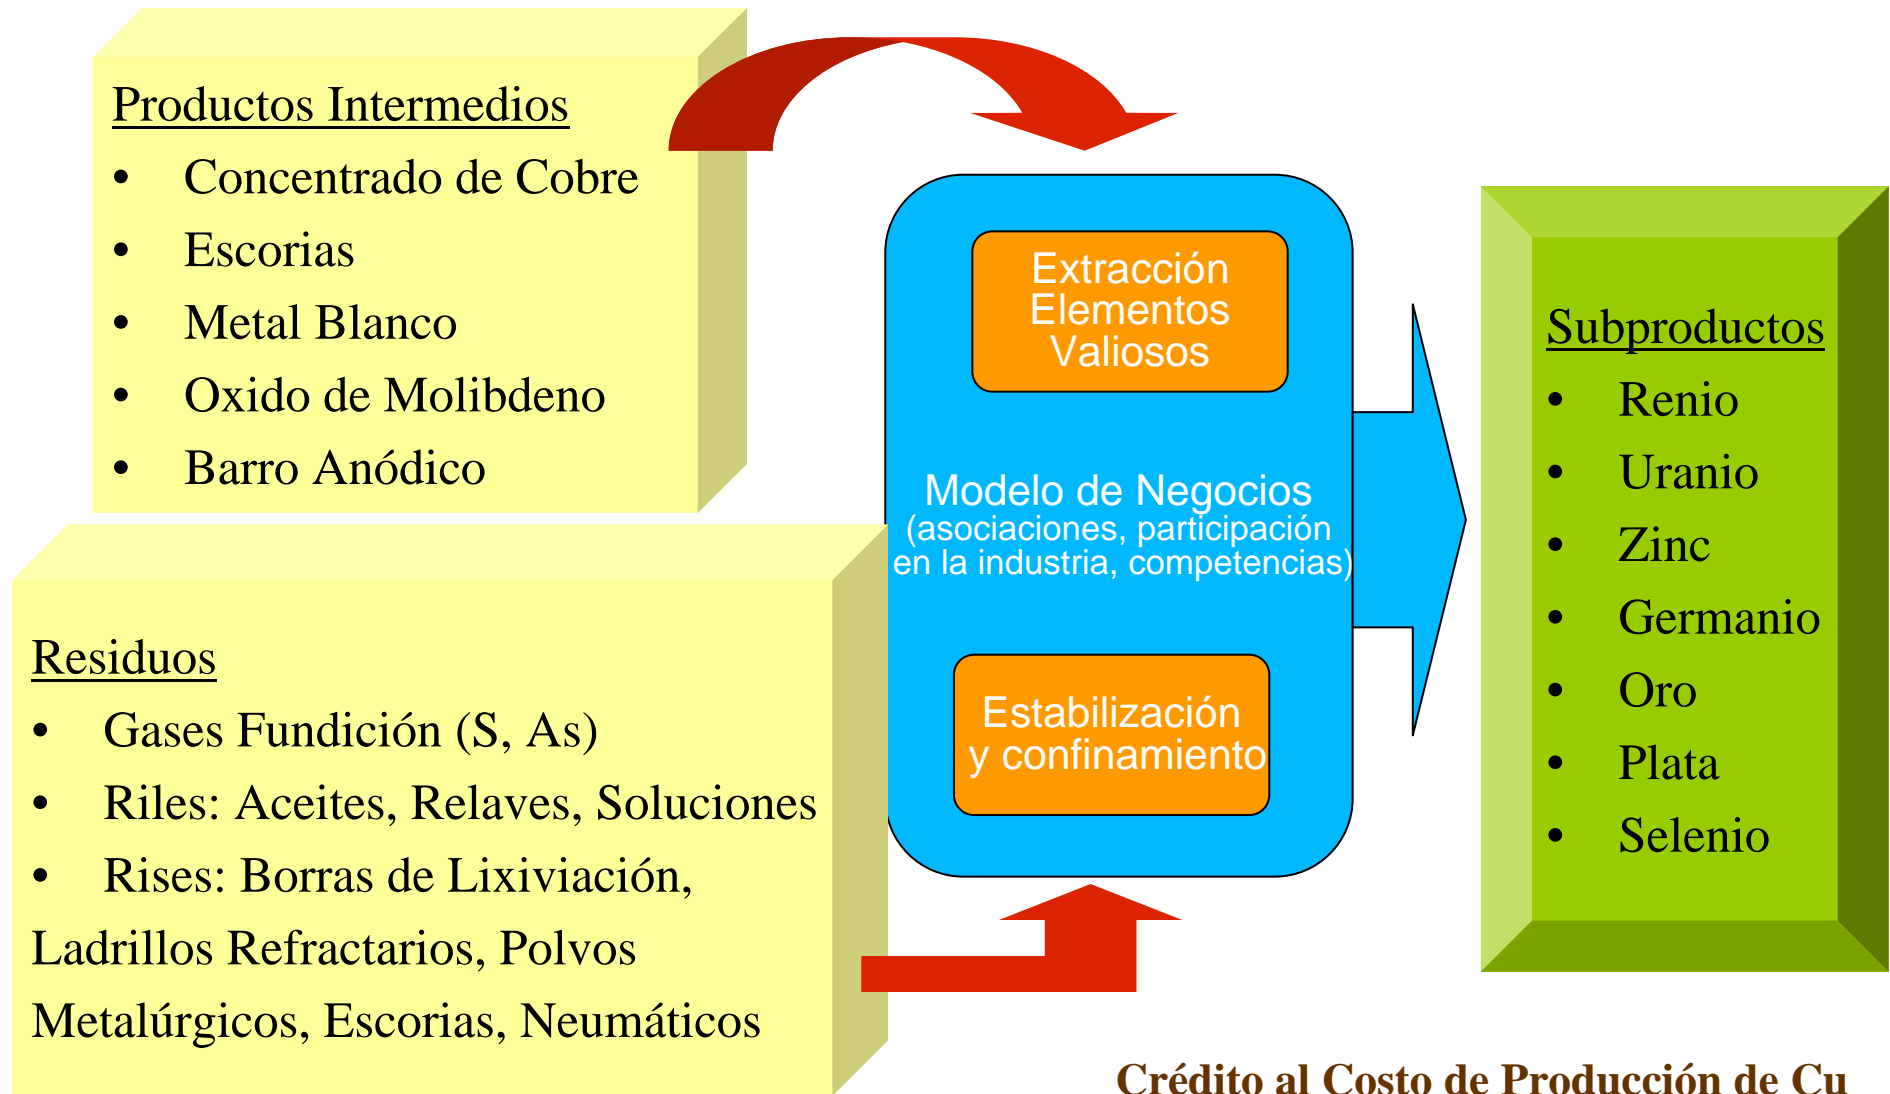 Productos Intermedios
• Concentrado de Cobre
• Escorias
• Metal Blanco
• Oxido de Molibdeno
• Barro Anódico
Residuos
• Gases Fundición (S, As)
• Riles: Aceites, Relaves, Soluciones
• Rises: Borras de Lixiviación,
Ladrillos Refractarios, Polvos
Metalúrgicos, Escorias, Neumáticos
Extracción
Elementos
Valiosos
Modelo de Negocios
(asociaciones, participación
en la industria, competencias)
Estabilización
y confinamiento
Subproductos
• Renio
• Uranio
• Zinc
• Germanio
• Oro
• Plata
• Selenio
Crédito al Costo de Producción de Cu